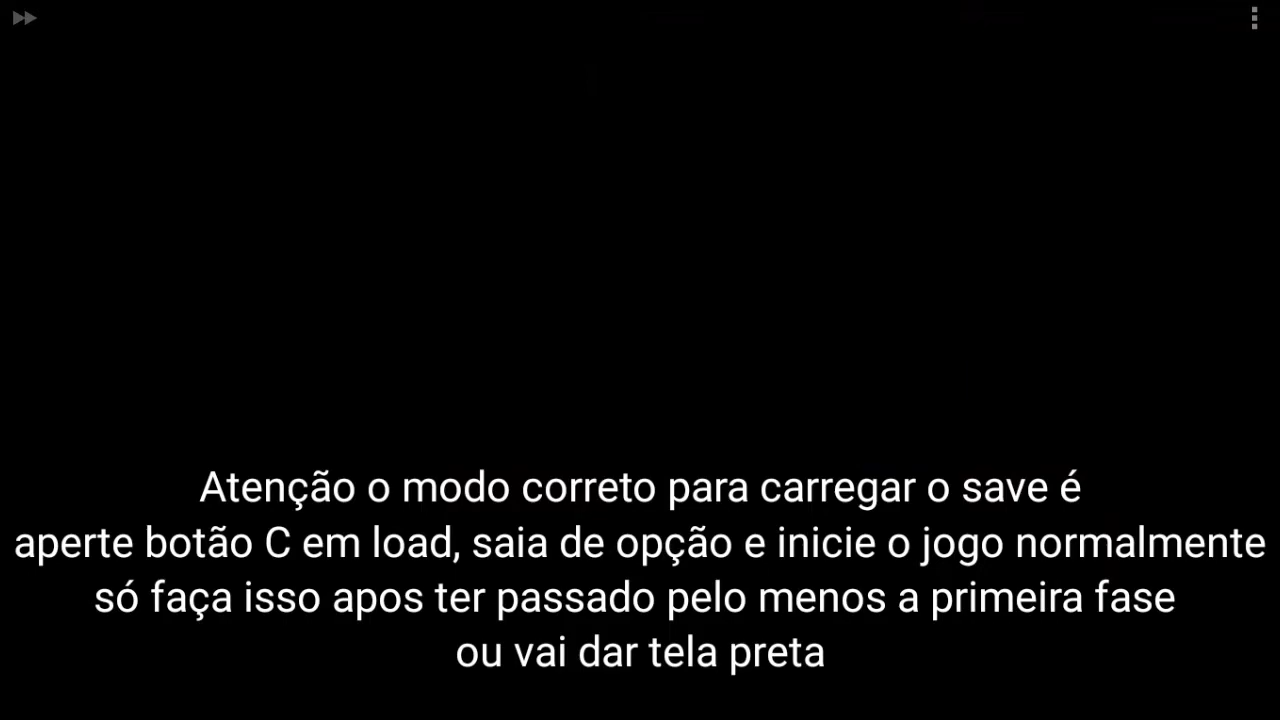 Atenção o modo correto para carregar o save é
aperte botão C em load, saia de opção e inicie o jogo normalmente
só faça isso apos ter passado pelo menos a primeira fase
ou vai dar tela preta